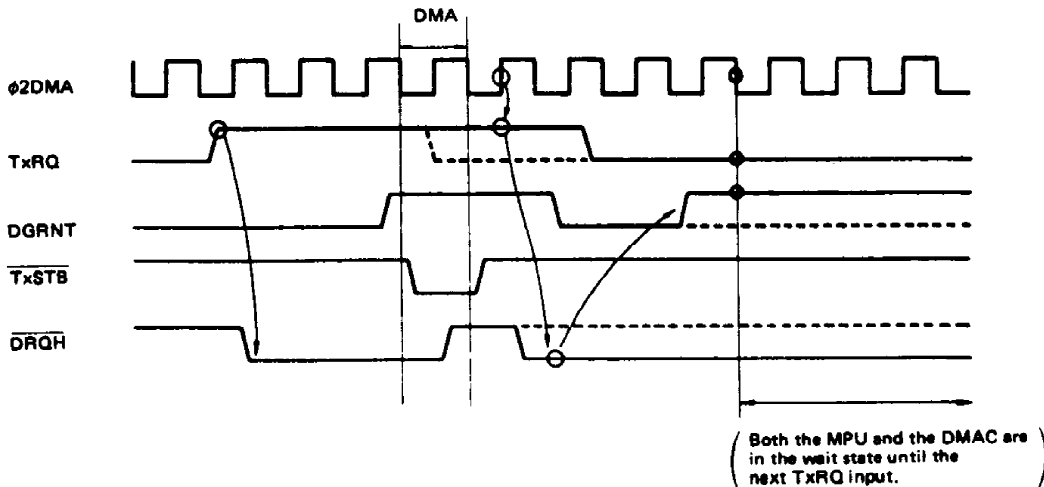 DMA
φ2DMA
TxRQ
DGRNT
TxSTB
DRQH
Both the MPU and the DMAC are
in the wait state until the
next TxRQ input.